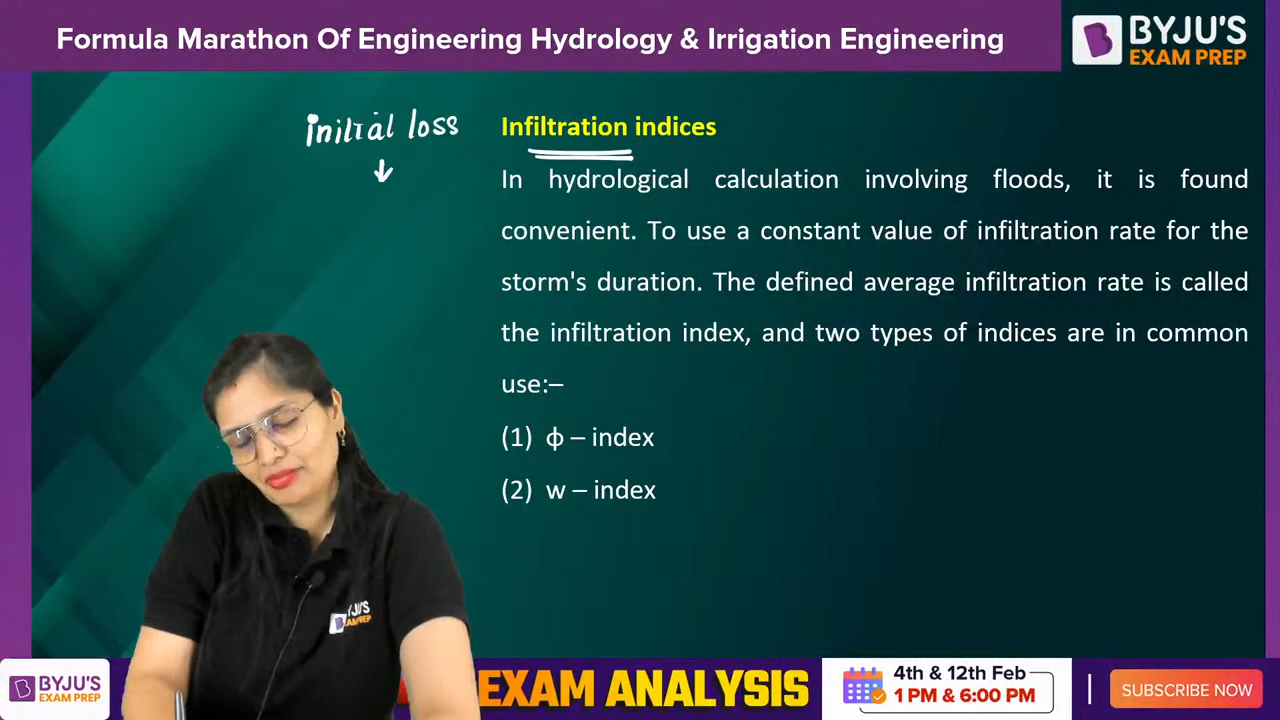 Formula Marathon Of Engineering Hydrology & Irrigation Engineering
BYJU'S
EXAM PREP
Initial loss
Infiltration indices
In hydrological calculation involving floods, it is found
convenient. To use a constant value of infiltration rate for the
storm's duration. The defined average infiltration rate is called
the infiltration index, and two types of indices are in common
use:–
(1) ϕ – index
(2) w – index
BYJU'S
EXAM PREP
BYJU'S
EXAM PREP
EXAM ANALYSIS
4th & 12th Feb
1 PM & 6:00 PM
SUBSCRIBE NOW